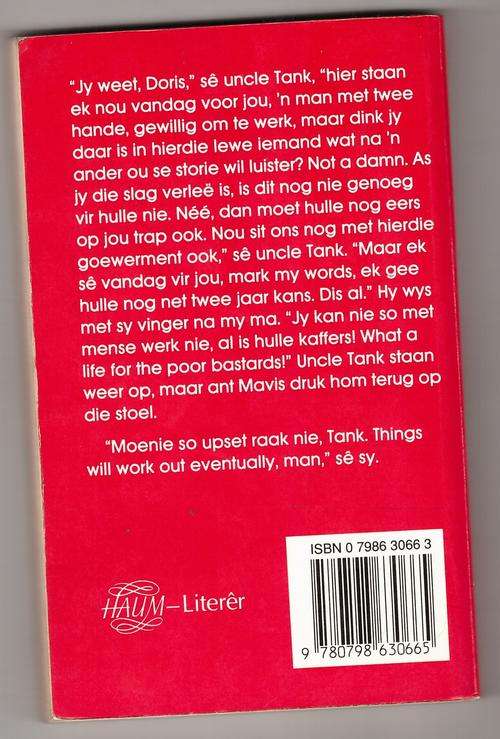 “Jy weet, Doris,” sê uncle Tank, “hier staan
ek nou vandag voor jou, 'n man met twee
hande, gewillig om te werk, maar dink jy
daar is in hierdie lewe iemand wat na 'n
ander ou se storie wil luister? Not a damn. As
jy die slag verleë is, is dit nog nie genoeg
vir hulle nie. Néé, dan moet hulle nog eers
op jou trap ook. Nou sit ons nog met hierdie
goewerment ook,” sê uncle Tank. “Maar ek
sê vandag vir jou, mark my words, ek gee
hulle nog net twee jaar kans. Dis al.” Hy wys
met sy vinger na my ma. “Jy kan nie so met
mense werk nie, al is hulle kaffers! What a
life for the poor bastards!” Uncle Tank staan
weer op, maar ant Mavis druk hom terug op
die stoel.
“Moenie so upset raak nie, Tank. Things
will work out eventually, man,” sê sy.
ISBN 0 7986 3066 3
HAUM–Literêr
9 780798 630665